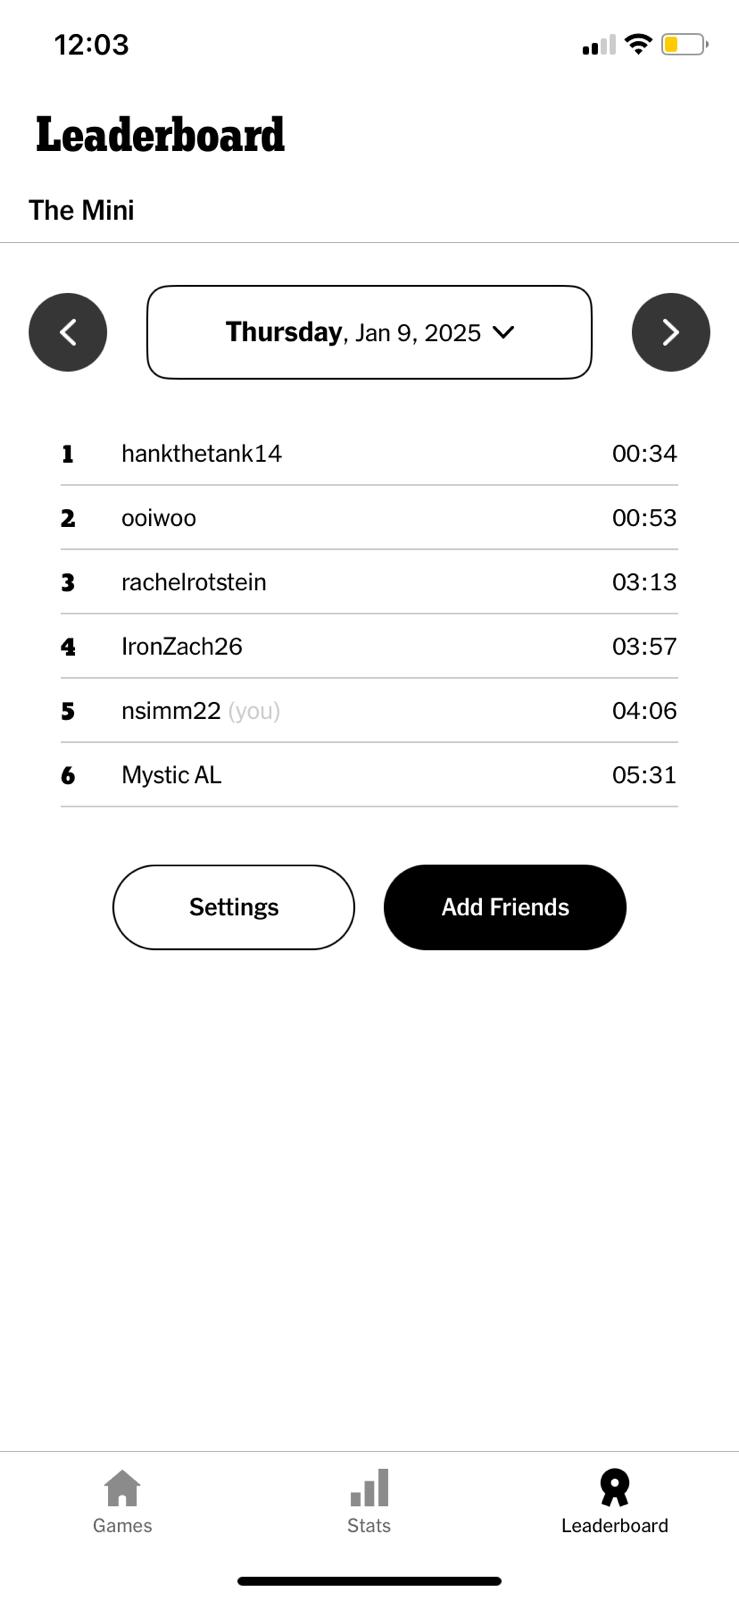 12:03
Leaderboard
The Mini
Thursday, Jan 9, 2025
1 hankthetank14 00:34
2 ooiwoo 00:53
3 rachelrotstein 03:13
4 IronZach26 03:57
5 nsimm22 (you) 04:06
6 Mystic AL 05:31
Settings Add Friends
Games Stats Leaderboard